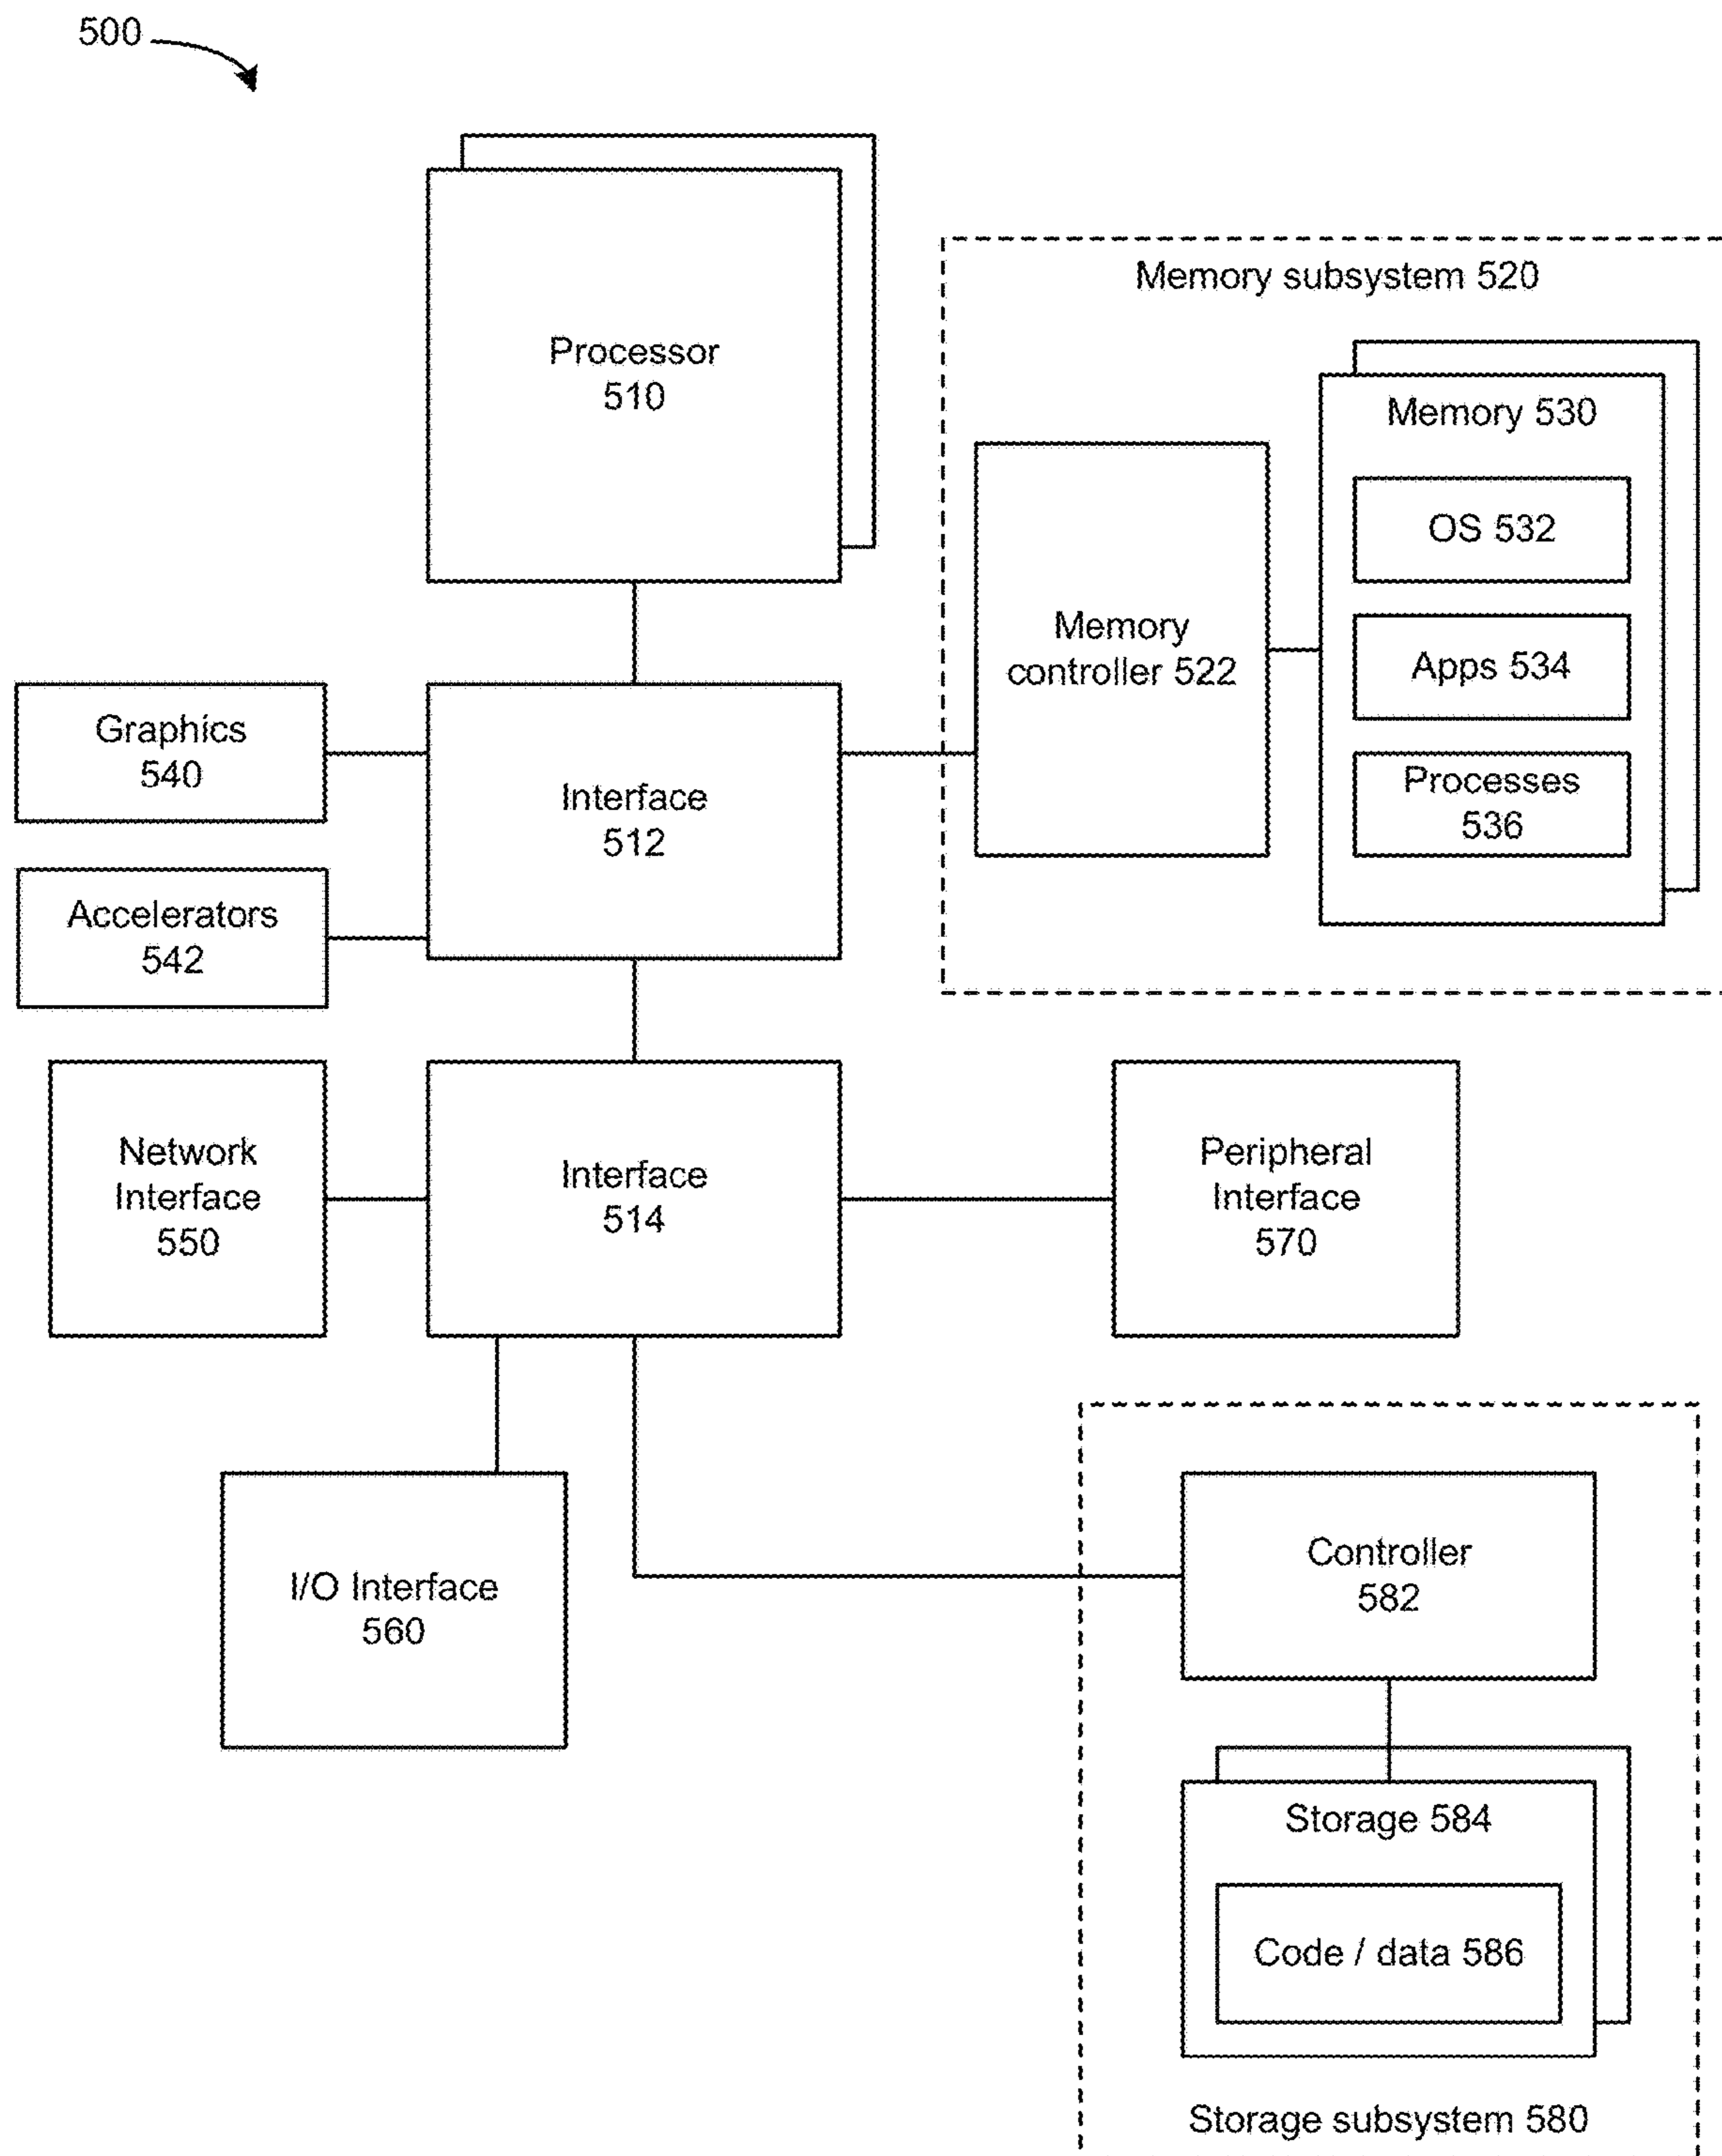 500
Processor
510
Memory subsystem 520
Memory 530
OS 532
Memory
controller 522
Apps 534
Processes
536
Graphics
540
Interface
512
Accelerators
542
Network
Interface
550
Interface
514
Peripheral
Interface
570
I/O Interface
560
Controller
582
Storage 584
Code / data 586
Storage subsystem 580